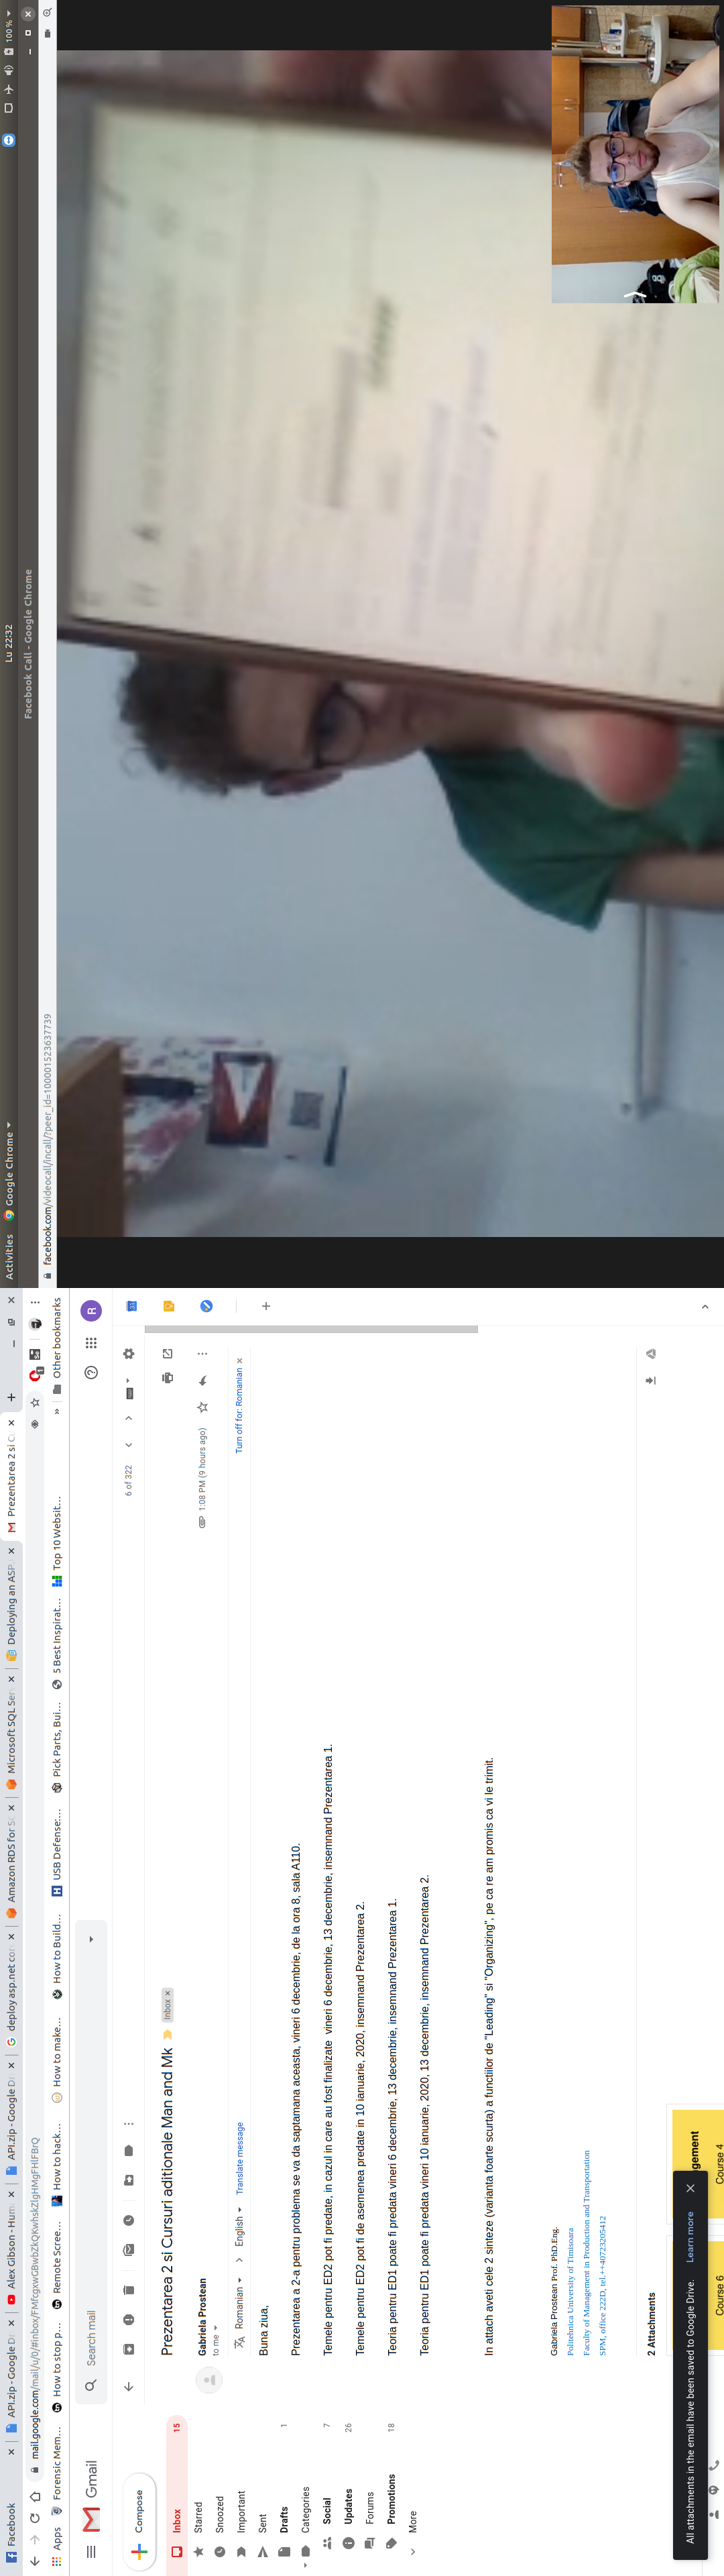 Facebook
API.zip - Google Dr
Alex Gibson - Hum
API.zip - Google Dr
deploy asp.net cor
Amazon RDS for S
Microsoft SQL Ser
Deploying an ASP.
Prezentarea 2 si C
mail.google.com/mail/u/0/#inbox/FMfcgxwGBwbZkQKwhskZlgHMgFHlFBrQ
Apps
Forensic Mem...
How to stop p...
Remote Scree...
How to hack...
How to make...
How to Build...
USB Defense:...
Pick Parts, Bui...
5 Best Inspirat...
Top 10 Websit...
»
Other bookmarks
Gmail
Search mail
R
Compose
6 of 322
Inbox 15
Starred
Snoozed
Important
Sent
Drafts 1
Categories
Social 7
Updates 26
Forums
Promotions 18
More
Prezentarea 2 si Cursuri aditionale Man and Mk
Inbox x
Gabriela Prostean
1:08 PM (9 hours ago)
to me
Romanian > English Translate message
Turn off for: Romanian x
Buna ziua,
Prezentarea a 2-a pentru problema se va da saptamana aceasta, vineri 6 decembrie, de la ora 8, sala A110.
Temele pentru ED2 pot fi predate, in cazul in care au fost finalizate vineri 6 decembrie, 13 decembrie, insemnand Prezentarea 1.
Temele pentru ED2 pot fi de asemenea predate in 10 ianuarie, 2020, insemnand Prezentarea 2.
Teoria pentru ED1 poate fi predata vineri 6 decembrie, 13 decembrie, insemnand Prezentarea 1.
Teoria pentru ED1 poate fi predata vineri 10 ianuarie, 2020, 13 decembrie, insemnand Prezentarea 2.
In attach aveti cele 2 sinteze (varianta foarte scurta) a functiilor de "Leading" si "Organizing", pe ca re am promis ca vi le trimit.
Gabriela Prostean Prof. PhD.Eng.
Politehnica University of Timisoara
Faculty of Management in Production and Transportation
SPM, office 222D, tel.++40723205412
2 Attachments
Course 6
gement
Course 4
All attachments in the email have been saved to Google Drive. Learn more
Activities
Google Chrome
Lu 22:32
100 %
Facebook Call - Google Chrome
facebook.com/videocall/incall/?peer_id=100001523637739